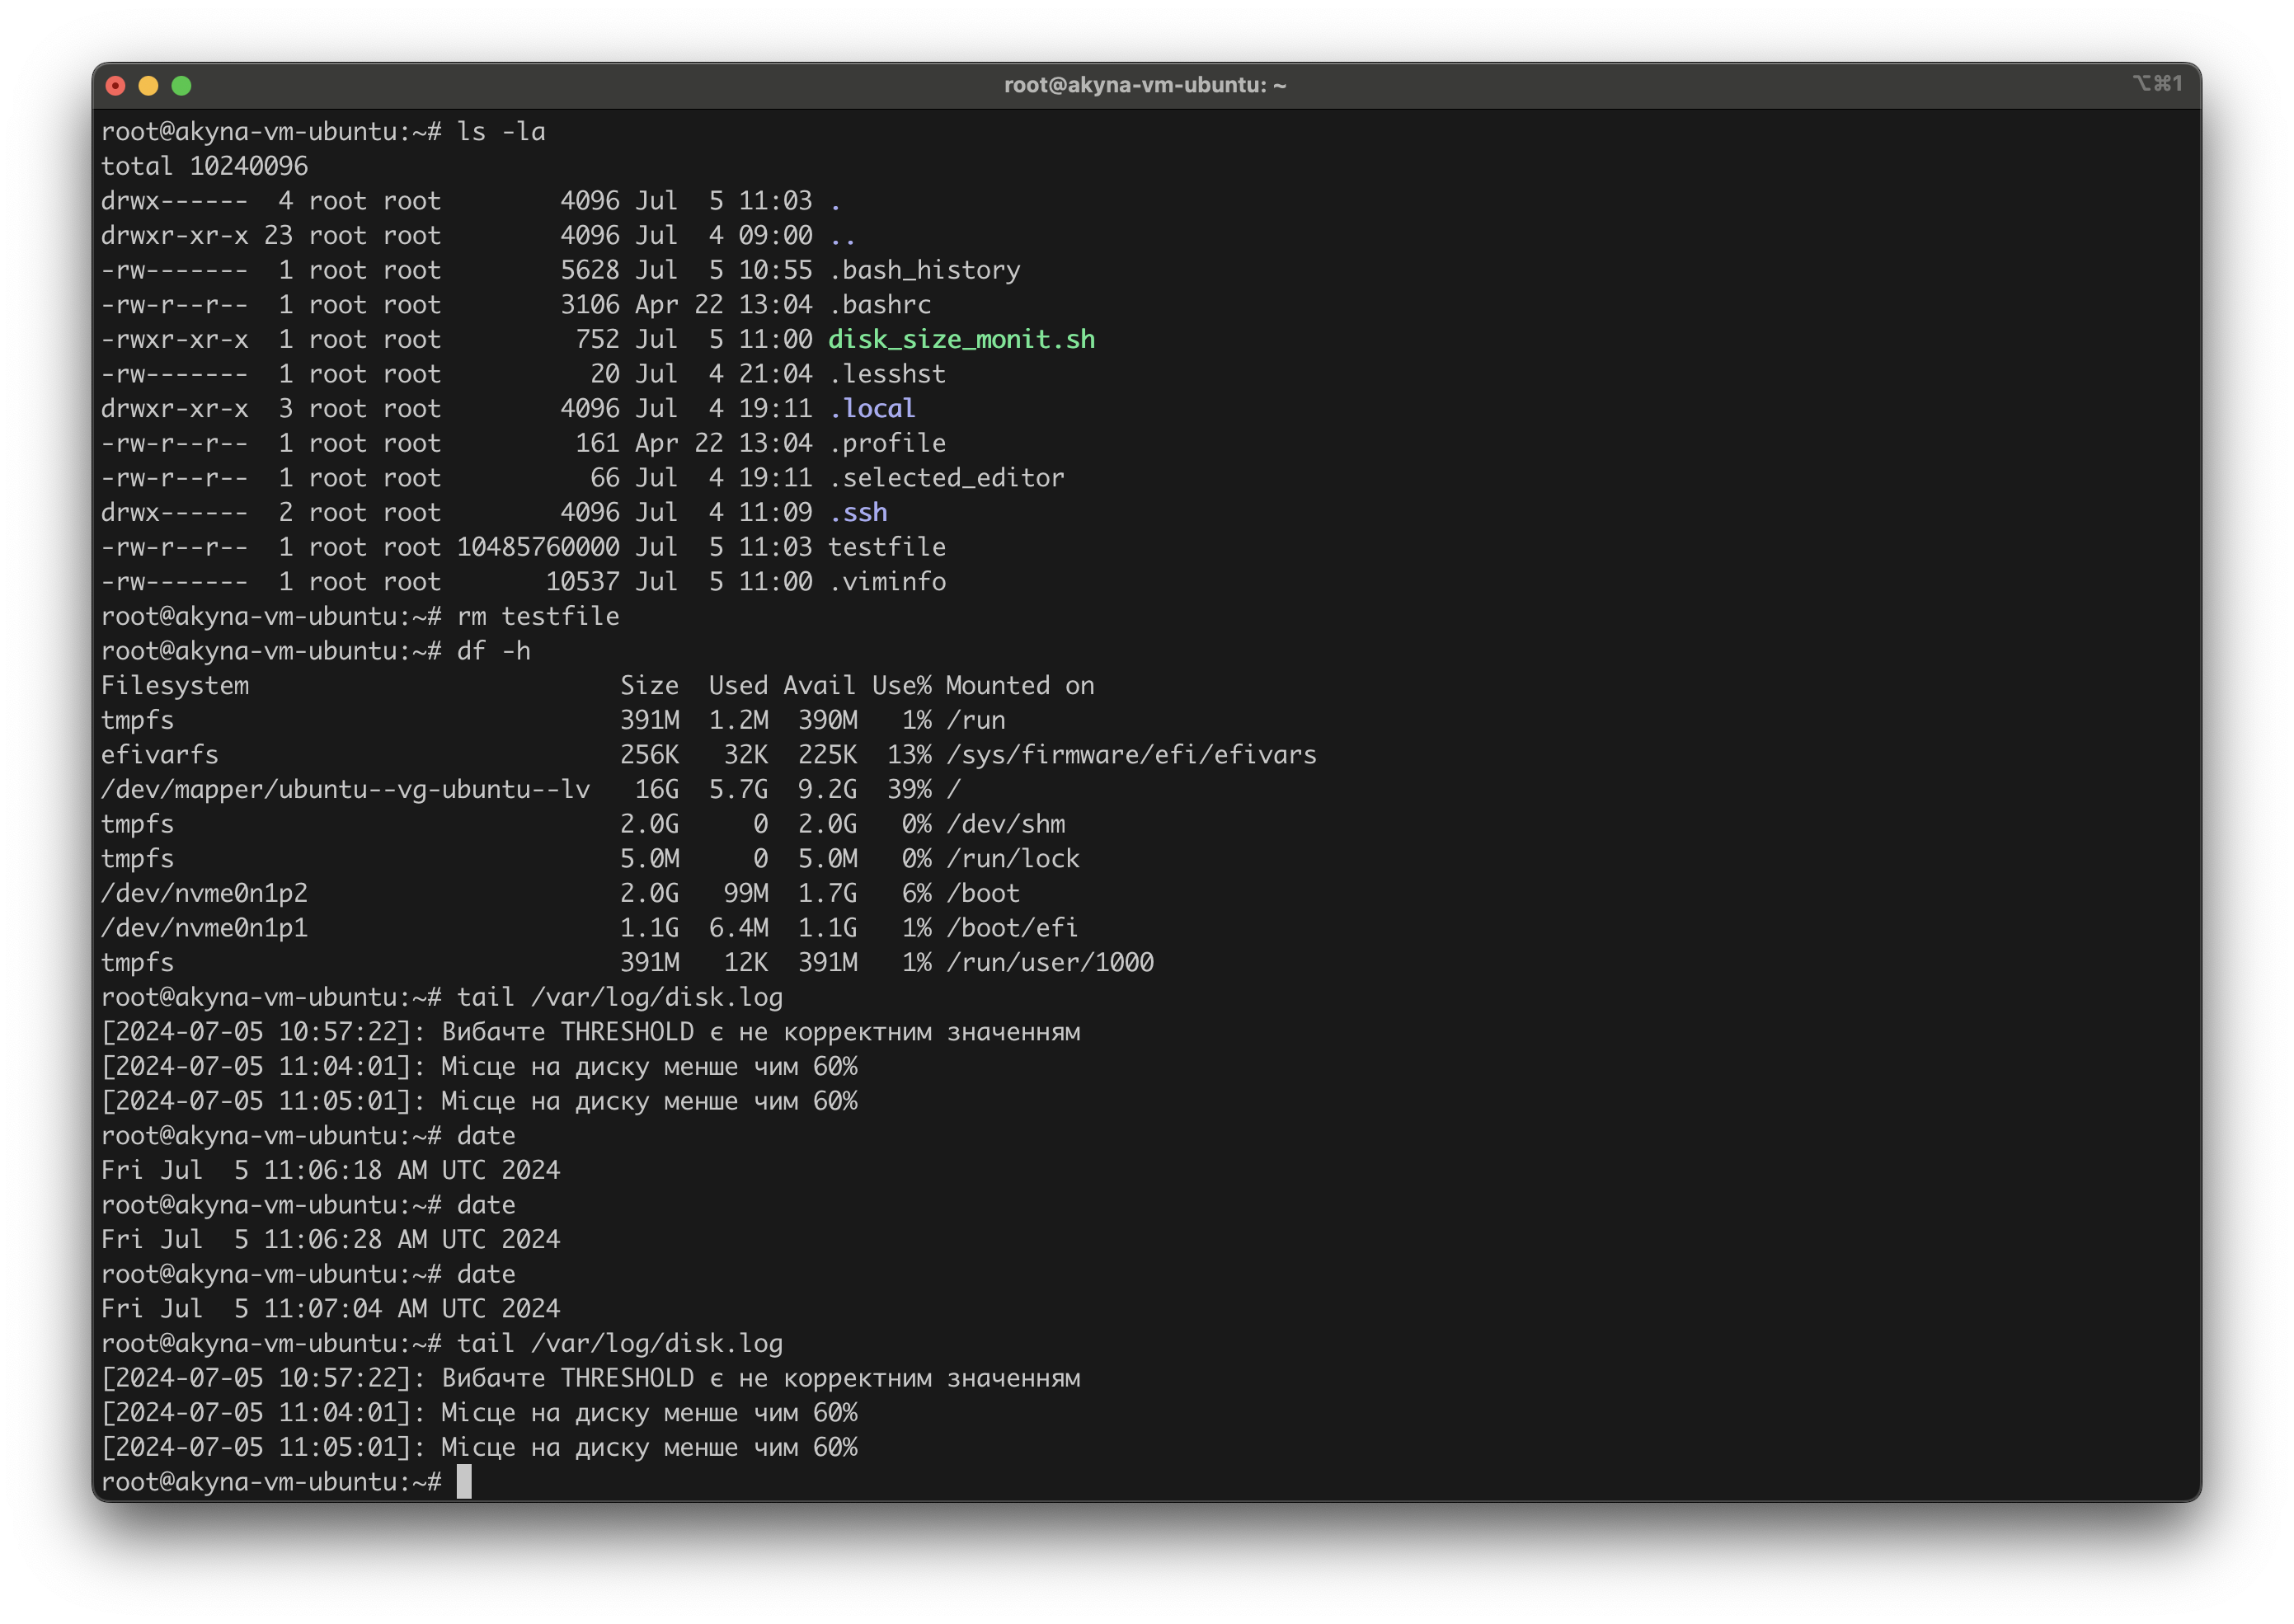 root@akyna-vm-ubuntu: ~
⌥⌘1
root@akyna-vm-ubuntu:~# ls -la
total 10240096
drwx------  4 root root        4096 Jul  5 11:03 .
drwxr-xr-x 23 root root        4096 Jul  4 09:00 ..
-rw-------  1 root root        5628 Jul  5 10:55 .bash_history
-rw-r--r--  1 root root        3106 Apr 22 13:04 .bashrc
-rwxr-xr-x  1 root root         752 Jul  5 11:00 disk_size_monit.sh
-rw-------  1 root root          20 Jul  4 21:04 .lesshst
drwxr-xr-x  3 root root        4096 Jul  4 19:11 .local
-rw-r--r--  1 root root         161 Apr 22 13:04 .profile
-rw-r--r--  1 root root          66 Jul  4 19:11 .selected_editor
drwx------  2 root root        4096 Jul  4 11:09 .ssh
-rw-r--r--  1 root root 10485760000 Jul  5 11:03 testfile
-rw-------  1 root root       10537 Jul  5 11:00 .viminfo
root@akyna-vm-ubuntu:~# rm testfile
root@akyna-vm-ubuntu:~# df -h
Filesystem                         Size  Used Avail Use% Mounted on
tmpfs                              391M  1.2M  390M   1% /run
efivarfs                           256K   32K  225K  13% /sys/firmware/efi/efivars
/dev/mapper/ubuntu--vg-ubuntu--lv   16G  5.7G  9.2G  39% /
tmpfs                              2.0G     0  2.0G   0% /dev/shm
tmpfs                              5.0M     0  5.0M   0% /run/lock
/dev/nvme0n1p2                     2.0G   99M  1.7G   6% /boot
/dev/nvme0n1p1                     1.1G  6.4M  1.1G   1% /boot/efi
tmpfs                              391M   12K  391M   1% /run/user/1000
root@akyna-vm-ubuntu:~# tail /var/log/disk.log
[2024-07-05 10:57:22]: Вибачте THRESHOLD є не корректним значенням
[2024-07-05 11:04:01]: Місце на диску менше чим 60%
[2024-07-05 11:05:01]: Місце на диску менше чим 60%
root@akyna-vm-ubuntu:~# date
Fri Jul  5 11:06:18 AM UTC 2024
root@akyna-vm-ubuntu:~# date
Fri Jul  5 11:06:28 AM UTC 2024
root@akyna-vm-ubuntu:~# date
Fri Jul  5 11:07:04 AM UTC 2024
root@akyna-vm-ubuntu:~# tail /var/log/disk.log
[2024-07-05 10:57:22]: Вибачте THRESHOLD є не корректним значенням
[2024-07-05 11:04:01]: Місце на диску менше чим 60%
[2024-07-05 11:05:01]: Місце на диску менше чим 60%
root@akyna-vm-ubuntu:~#